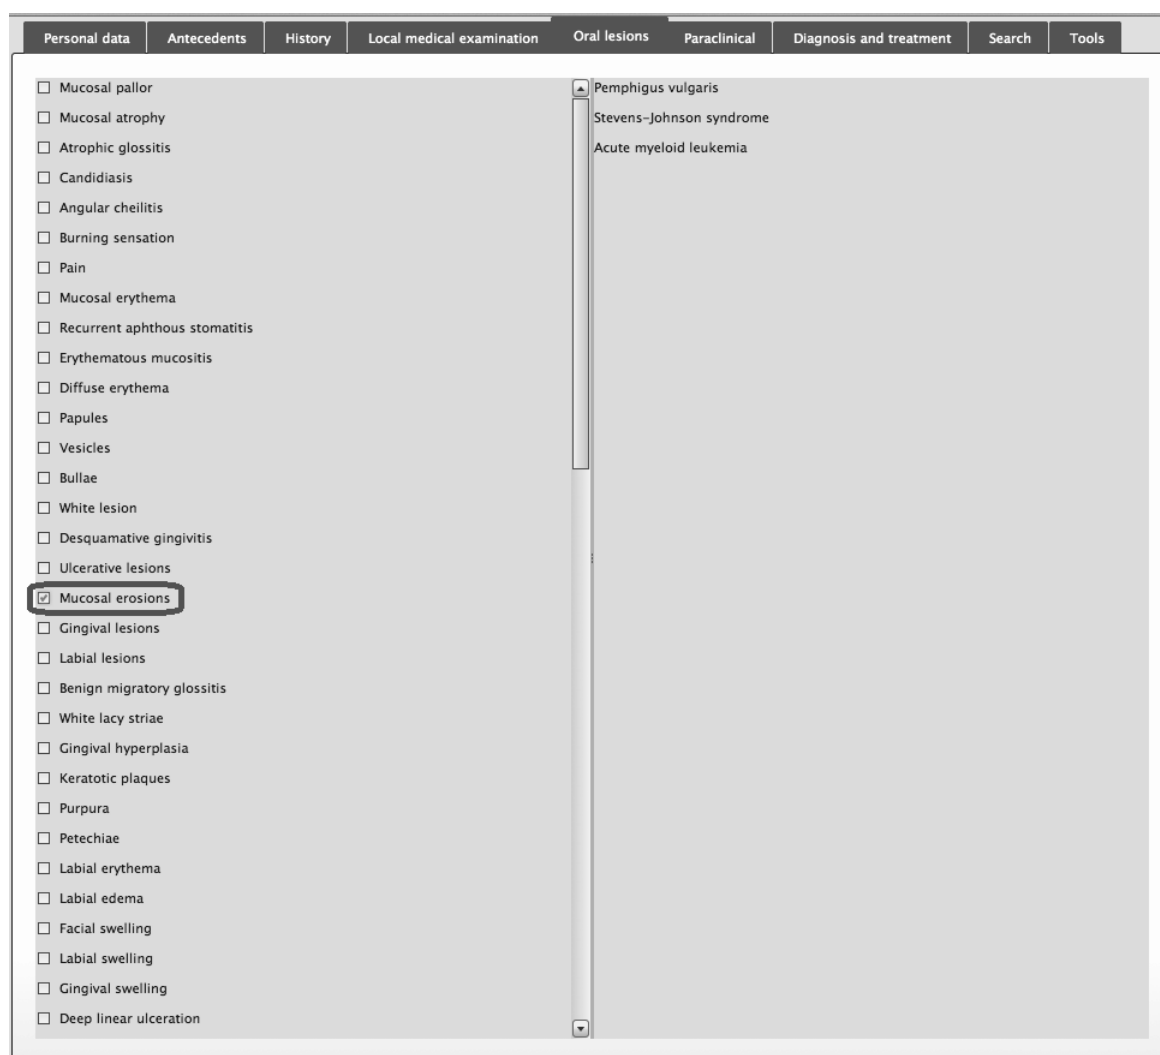 Personal data Antecedents History Local medical examination Oral lesions Paraclinical Diagnosis and treatment Search Tools
Mucosal pallor
Mucosal atrophy
Atrophic glossitis
Candidiasis
Angular cheilitis
Burning sensation
Pain
Mucosal erythema
Recurrent aphthous stomatitis
Erythematous mucositis
Diffuse erythema
Papules
Vesicles
Bullae
White lesion
Desquamative gingivitis
Ulcerative lesions
Mucosal erosions
Gingival lesions
Labial lesions
Benign migratory glossitis
White lacy striae
Gingival hyperplasia
Keratotic plaques
Purpura
Petechiae
Labial erythema
Labial edema
Facial swelling
Labial swelling
Gingival swelling
Deep linear ulceration
Pemphigus vulgaris
Stevens-Johnson syndrome
Acute myeloid leukemia